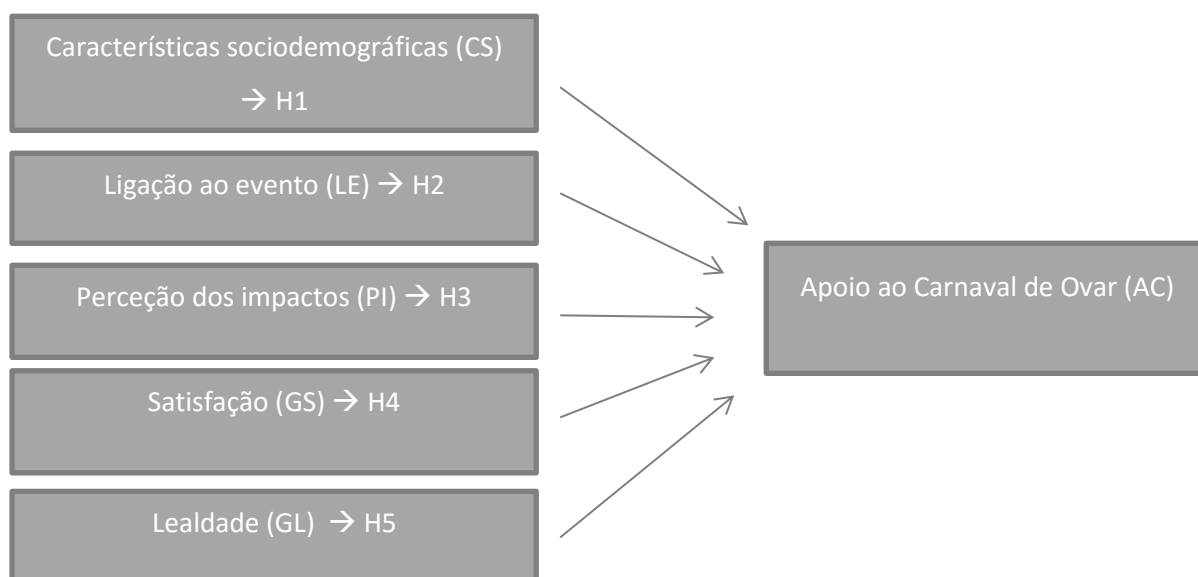 Características sociodemográficas (CS)
→ H1
Ligação ao evento (LE) → H2
Perceção dos impactos (PI) → H3
Apoio ao Carnaval de Ovar (AC)
Satisfação (GS) → H4
Lealdade (GL) → H5